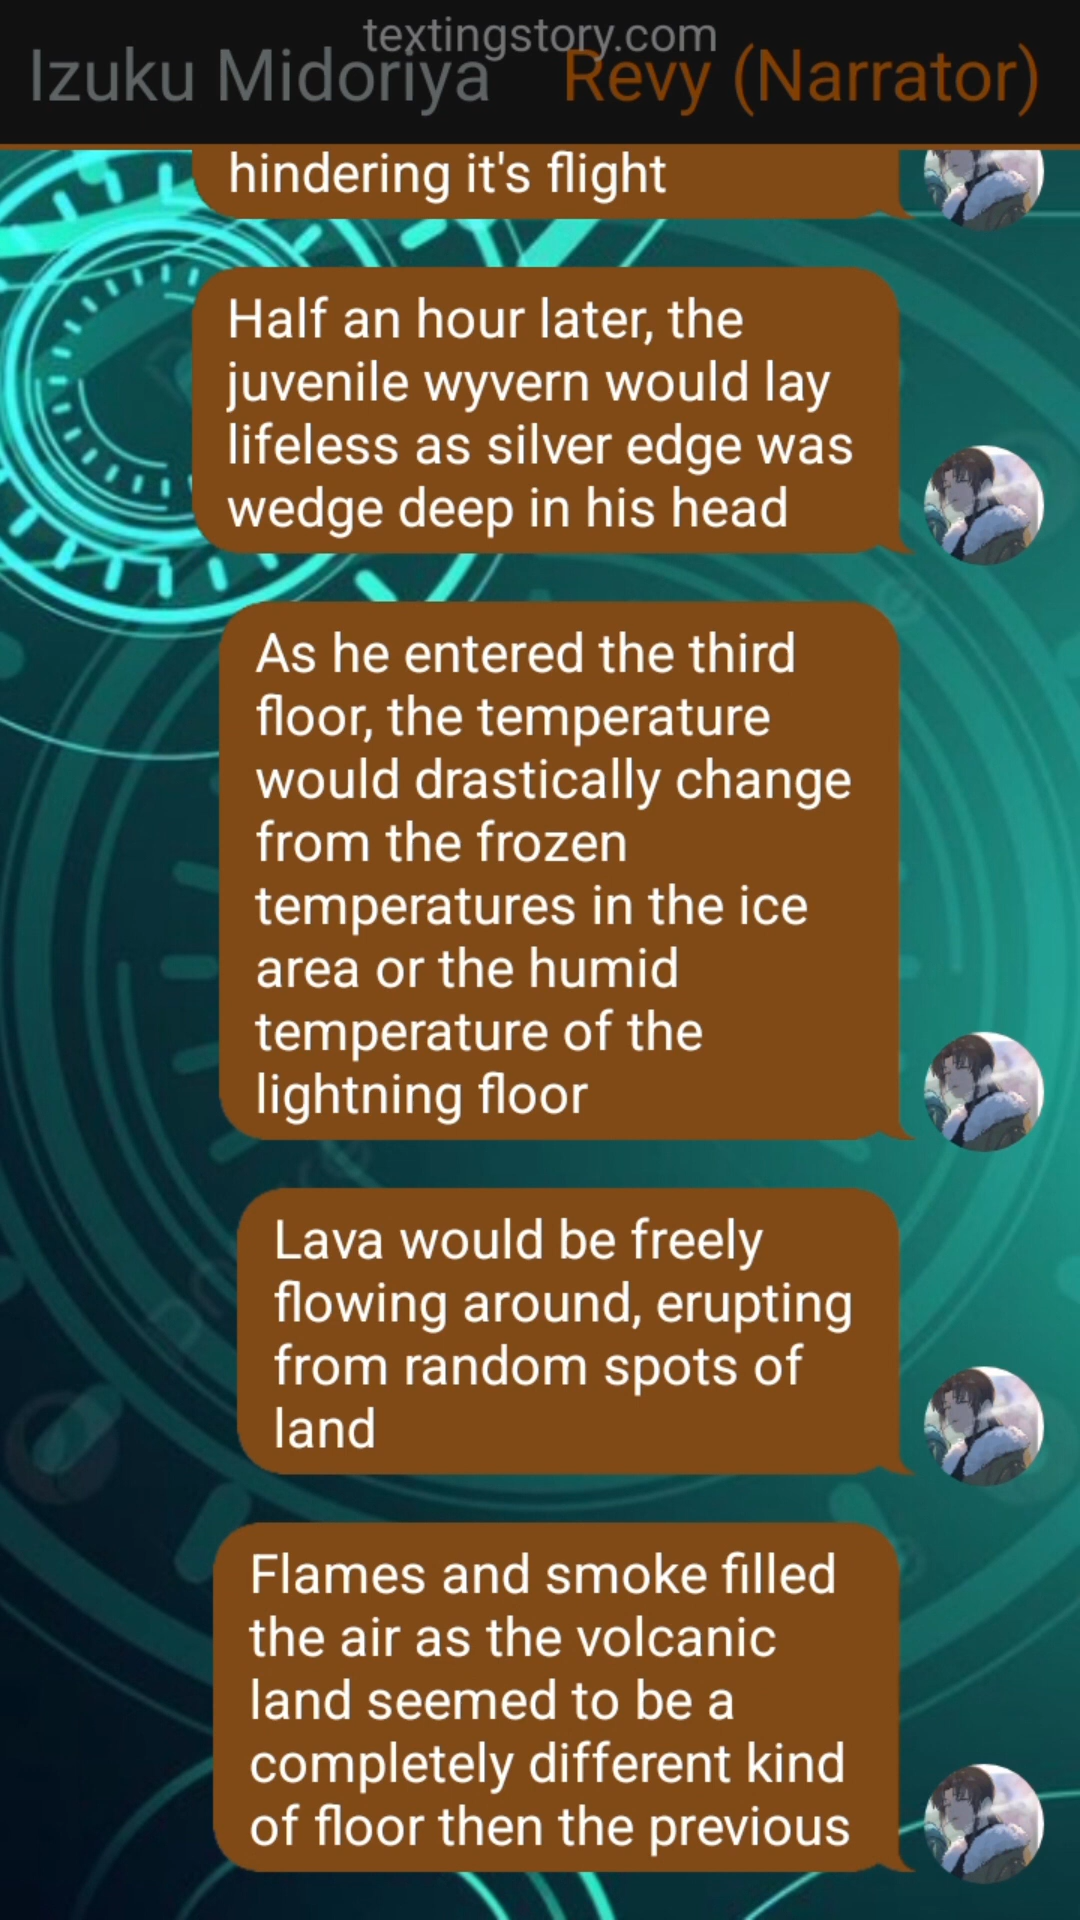 textingstory.com
Izuku Midoriya Revy (Narrator)
hindering it's flight
Half an hour later, the
juvenile wyvern would lay
lifeless as silver edge was
wedge deep in his head
As he entered the third
floor, the temperature
would drastically change
from the frozen
temperatures in the ice
area or the humid
temperature of the
lightning floor
Lava would be freely
flowing around, erupting
from random spots of
land
Flames and smoke filled
the air as the volcanic
land seemed to be a
completely different kind
of floor then the previous